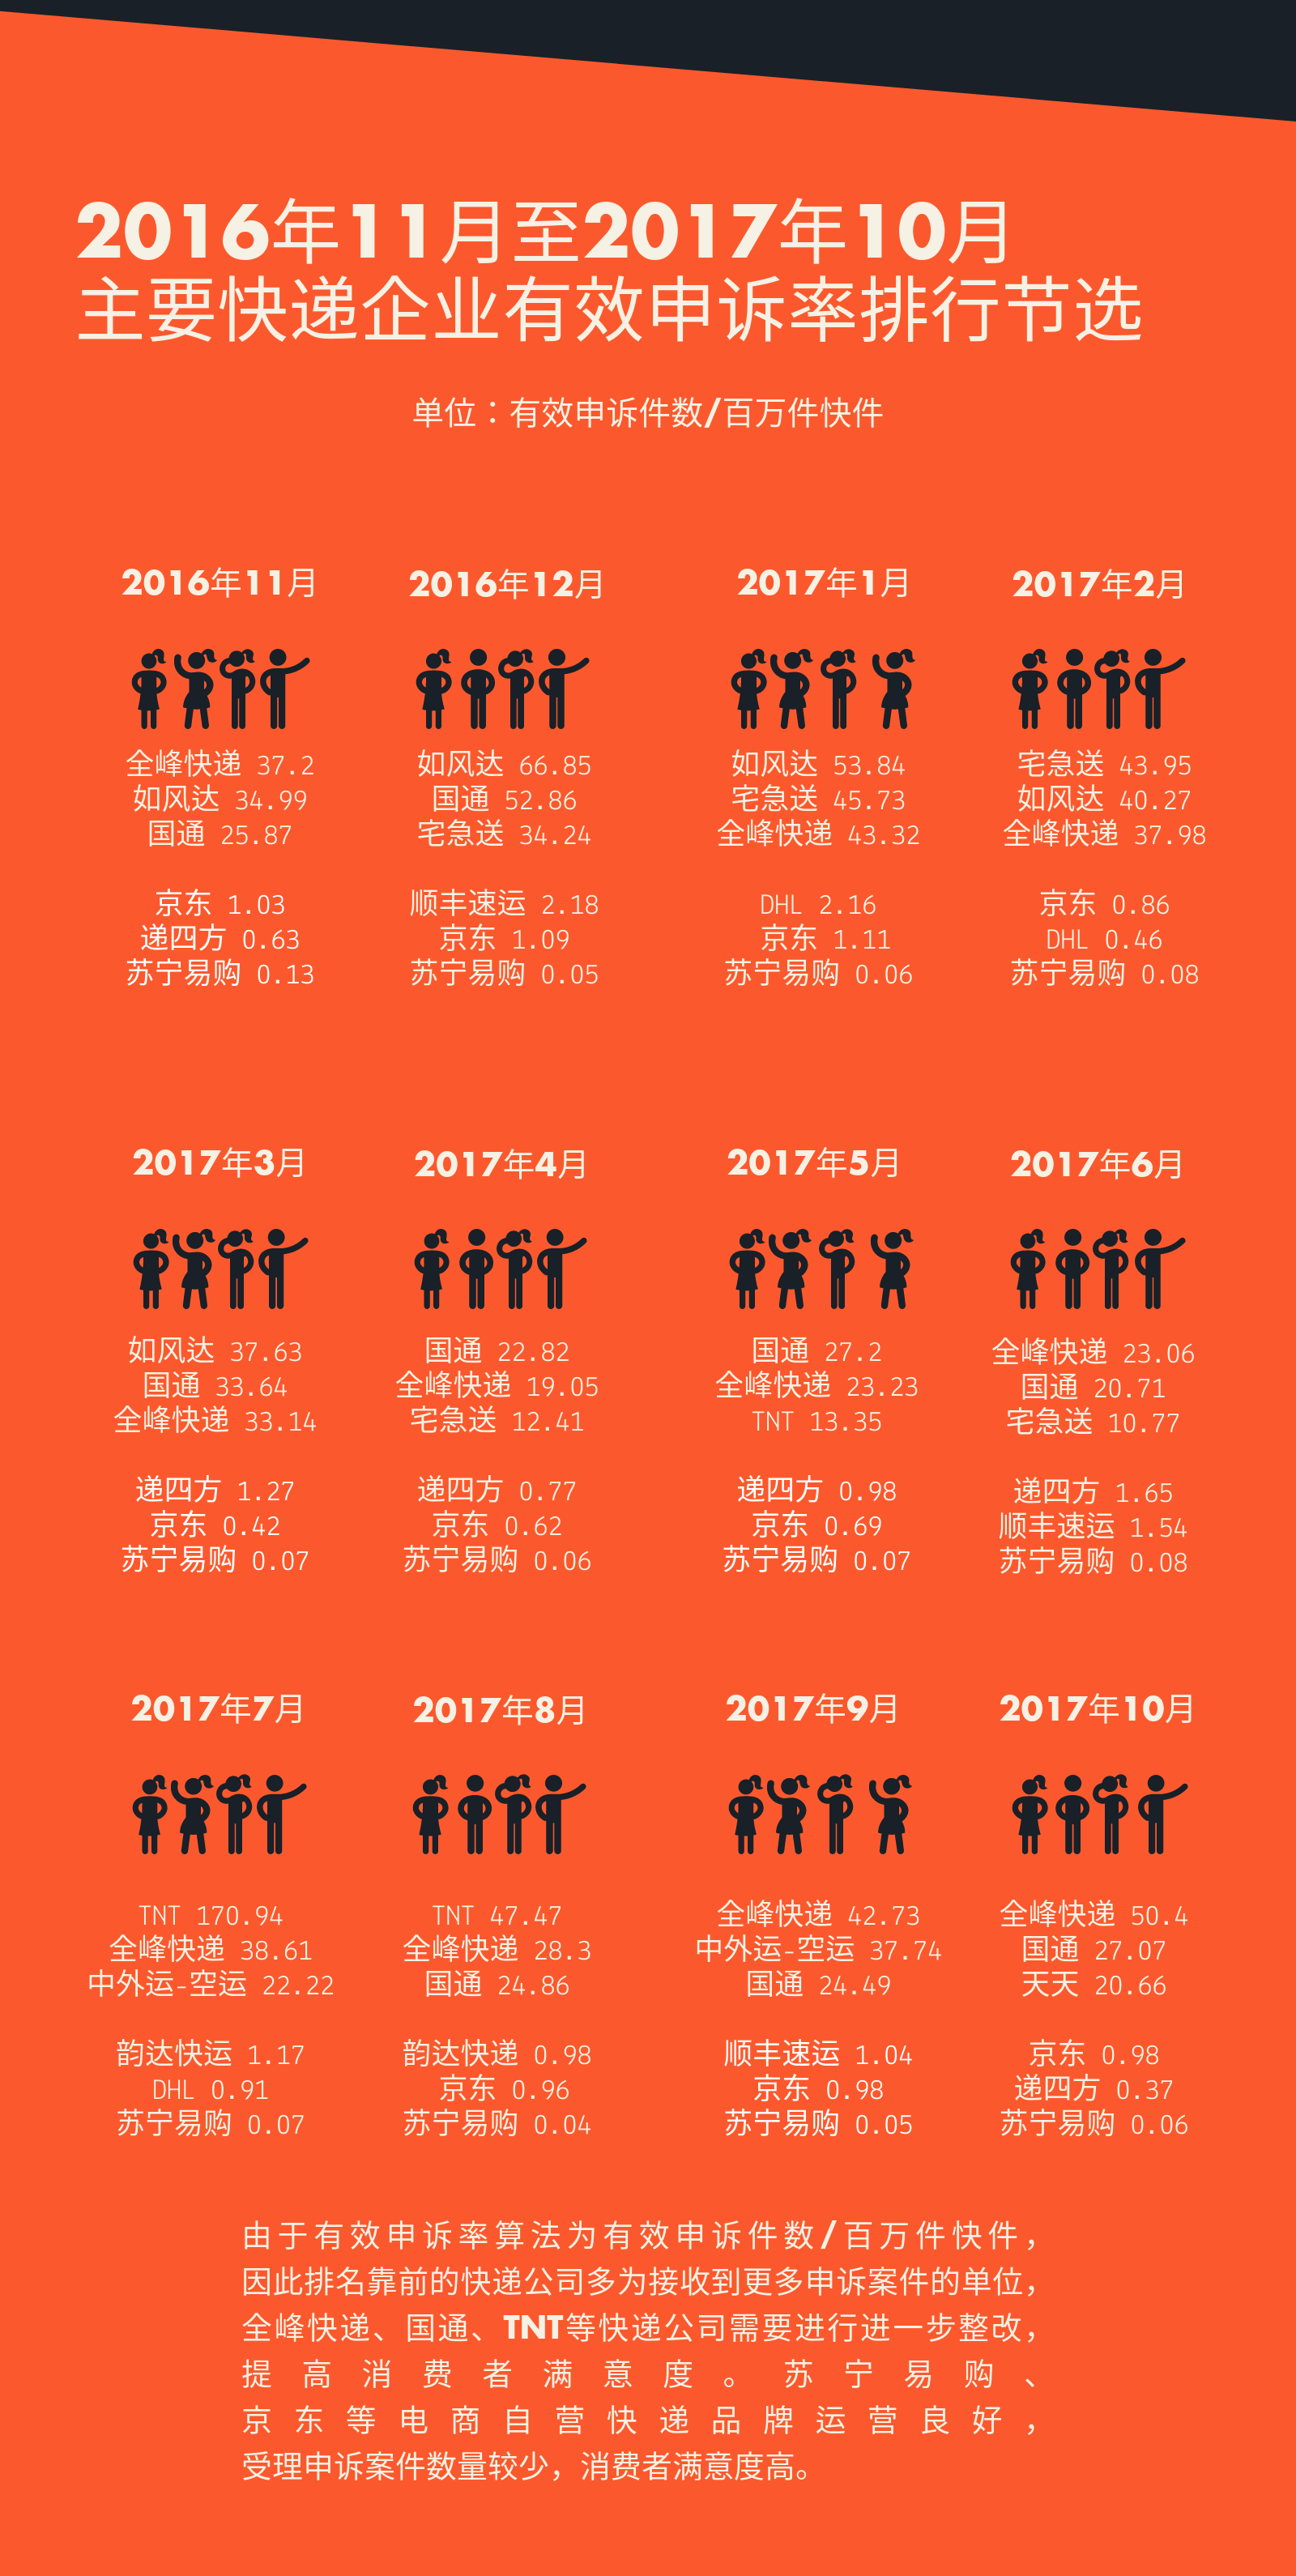 2016年11月至2017年10月
主要快递企业有效申诉率排行节选
单位：有效申诉件数/百万件快件
2016年11月
全峰快递 37.2
如风达 34.99
国通 25.87
京东 1.03
递四方 0.63
苏宁易购 0.13
2016年12月
如风达 66.85
国通 52.86
宅急送 34.24
顺丰速运 2.18
京东 1.09
苏宁易购 0.05
2017年1月
如风达 53.84
宅急送 45.73
全峰快递 43.32
DHL 2.16
京东 1.11
苏宁易购 0.06
2017年2月
宅急送 43.95
如风达 40.27
全峰快递 37.98
京东 0.86
DHL 0.46
苏宁易购 0.08
2017年3月
如风达 37.63
国通 33.64
全峰快递 33.14
递四方 1.27
京东 0.42
苏宁易购 0.07
2017年4月
国通 22.82
全峰快递 19.05
宅急送 12.41
递四方 0.77
京东 0.62
苏宁易购 0.06
2017年5月
国通 27.2
全峰快递 23.23
TNT 13.35
递四方 0.98
京东 0.69
苏宁易购 0.07
2017年6月
全峰快递 23.06
国通 20.71
宅急送 10.77
递四方 1.65
顺丰速运 1.54
苏宁易购 0.08
2017年7月
TNT 170.94
全峰快递 38.61
中外运-空运 22.22
韵达快运 1.17
DHL 0.91
苏宁易购 0.07
2017年8月
TNT 47.47
全峰快递 28.3
国通 24.86
韵达快递 0.98
京东 0.96
苏宁易购 0.04
2017年9月
全峰快递 42.73
中外运-空运 37.74
国通 24.49
顺丰速运 1.04
京东 0.98
苏宁易购 0.05
2017年10月
全峰快递 50.4
国通 27.07
天天 20.66
京东 0.98
递四方 0.37
苏宁易购 0.06
由于有效申诉率算法为有效申诉件数/百万件快件，
因此排名靠前的快递公司多为接收到更多申诉案件的单位，
全峰快递、国通、TNT等快递公司需要进行进一步整改，
提高消费者满意度。苏宁易购、
京东等电商自营快递品牌运营良好，
受理申诉案件数量较少，消费者满意度高。